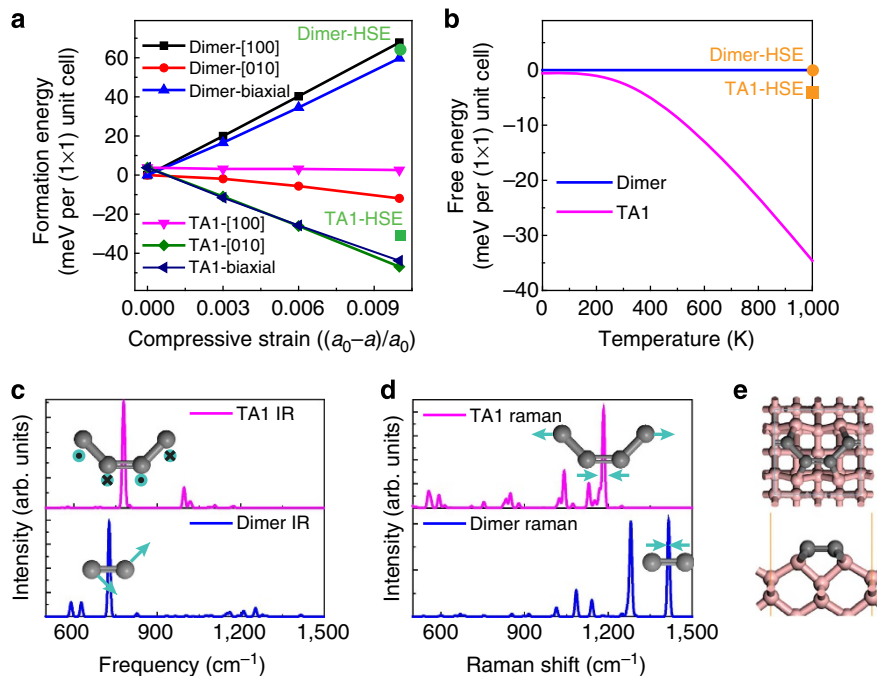 a
Formation energy
(meV per (1×1) unit cell)
60
40
20
0
−20
−40
Dimer-[100]
Dimer-[010]
Dimer-biaxial
Dimer-HSE
TA1-HSE
TA1-[100]
TA1-[010]
TA1-biaxial
0.000
0.003
0.006
0.009
Compressive strain ((a0–a)/a0)
b
Free energy
(meV per (1×1) unit cell)
0
−10
−20
−30
−40
Dimer-HSE
TA1-HSE
Dimer
TA1
0
200
400
600
800
1,000
Temperature (K)
c
Intensity (arb. units)
TA1 IR
Dimer IR
600
900
1,200
1,500
Frequency (cm−1)
d
Intensity (arb. units)
TA1 raman
Dimer raman
600
900
1,200
1,500
Raman shift (cm−1)
e